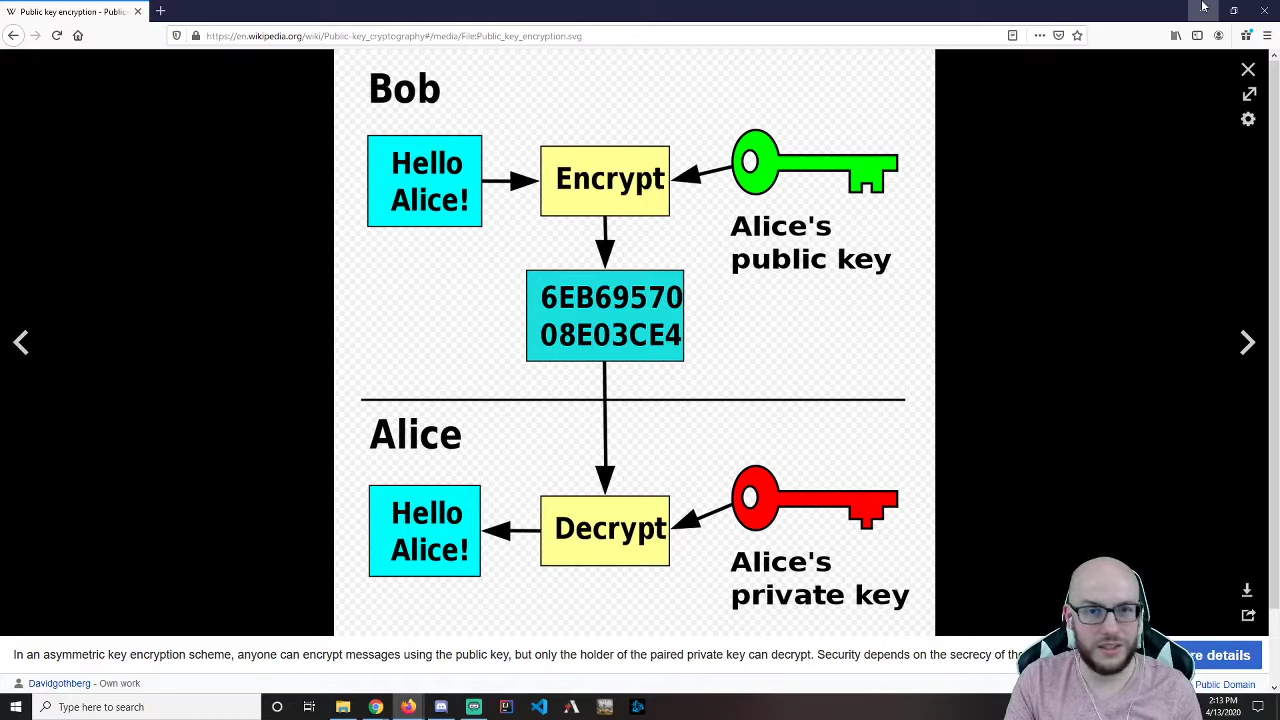 Public key encryption - Public-
https://en.wikipedia.org/wiki/Public-key_cryptography#/media/File:Public_key_encryption.svg
Bob
Hello
Alice!
Encrypt
Alice's
public key
6EB69570
08E03CE4
Alice
Hello
Alice!
Decrypt
Alice's
private key
In an asymmetric key encryption scheme, anyone can encrypt messages using the public key, but only the holder of the paired private key can decrypt. Security depends on the secrecy of the
re details
Davidgothberg - Own work
Public Domain
Type here to search
2:13 PM
4/13/2020